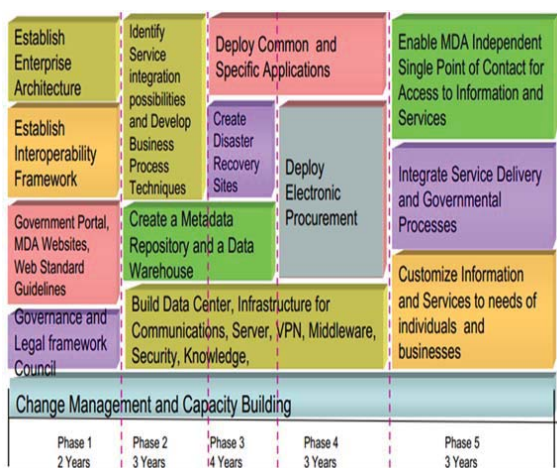 Establish
Enterprise
Architecture
Establish
Interoperability
Framework
Government Portal,
MDA Websites,
Web Standard
Guidelines
Governance and
Legal framework
Council
Identify
Service
integration
possibilities
and Develop
Business
Process
Techniques
Deploy Common and
Specific Applications
Create
Disaster
Recovery
Sites
Deploy
Electronic
Procurement
Create a Metadata
Repository and a Data
Warehouse
Build Data Center, Infrastructure for
Communications, Server, VPN, Middleware,
Security, Knowledge,
Enable MDA Independent
Single Point of Contact for
Access to Information and
Services
Integrate Service Delivery
and Governmental
Processes
Customize Information
and Services to needs of
individuals and
businesses
Change Management and Capacity Building
Phase 1
2 Years
Phase 2
3 Years
Phase 3
4 Years
Phase 4
3 Years
Phase 5
3 Years